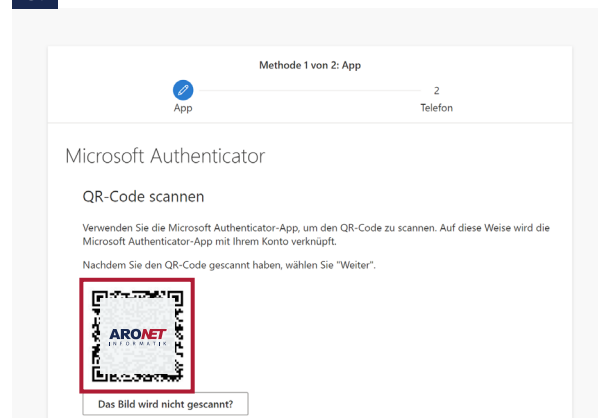 Methode 1 von 2: App
2
App
Telefon
Microsoft Authenticator
QR-Code scannen
Verwenden Sie die Microsoft Authenticator-App, um den QR-Code zu scannen. Auf diese Weise wird die
Microsoft Authenticator-App mit Ihrem Konto verknüpft.
Nachdem Sie den QR-Code gescannt haben, wählen Sie "Weiter".
ARONET
INFORMATIK
Das Bild wird nicht gescannt?